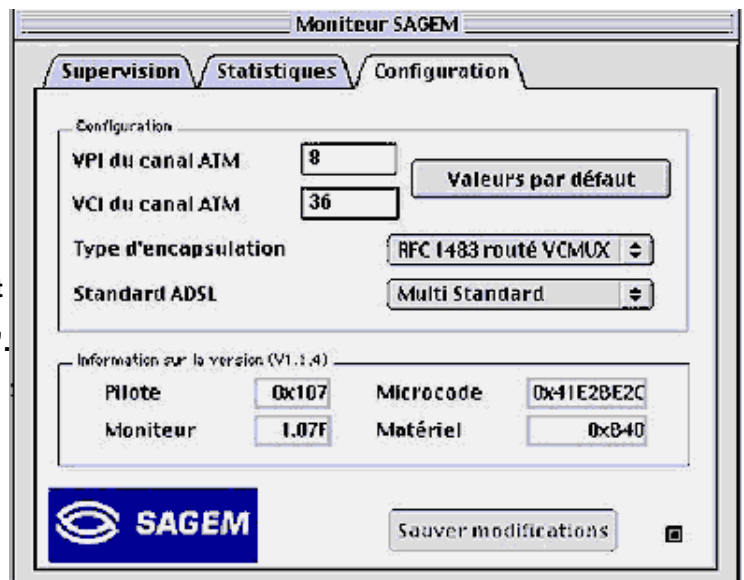 Moniteur SAGEM
Supervision Statistiques Configuration
Configuration
VPI du canal ATM 8
Valeurs par défaut
VCI du canal ATM 36
Type d'encapsulation RFC 1483 routé VCMUX
Standard ADSL Multi Standard
Information sur la version (V1.1.4)
Pilote 0x107 Microcode 0x41E2BE2C
Moniteur 1.07F Matériel 0xB40
SAGEM Sauver modifications